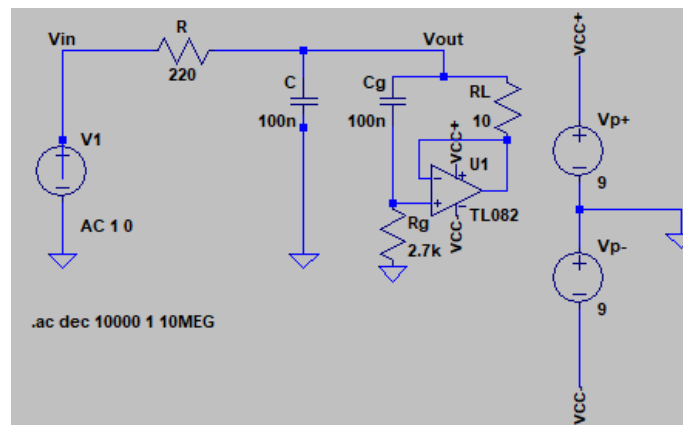 Vin
R
220
Vout
VCC+
C
100n
Cg
100n
RL
10
Vp+
9
V1
AC 1 0
VCC+
U1
TL082
VCC-
Rg
2.7k
Vp-
9
.ac dec 10000 1 10MEG
VCC-